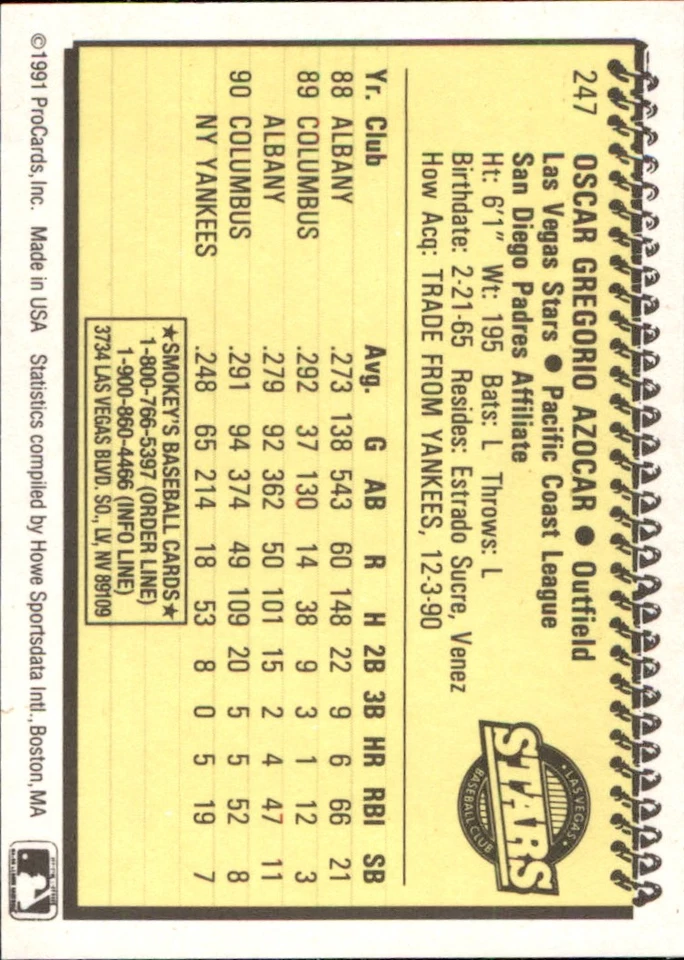 247 OSCAR GREGORIO AZOCAR ● Outfield
Las Vegas Stars ● Pacific Coast League
San Diego Padres Affiliate
Ht: 6'1" Wt: 195 Bats: L Throws: L
Birthdate: 2-21-65 Resides: Estrado Sucre, Venez
How Acq: TRADE FROM YANKEES, 12-3-90
LAS VEGAS
STARS
BASEBALL CLUB
Yr. Club Avg. G AB R H 2B 3B HR RBI SB
88 ALBANY .273 138 543 60 148 22 9 6 66 21
89 COLUMBUS .292 37 130 14 38 9 3 1 12 3
ALBANY .279 92 362 50 101 15 2 4 47 11
90 COLUMBUS .291 94 374 49 109 20 5 5 52 8
NY YANKEES .248 65 214 18 53 8 0 5 19 7
★SMOKEY'S BASEBALL CARDS★
1-800-766-5397 (ORDER LINE)
1-900-860-4466 (INFO LINE)
3734 LAS VEGAS BLVD. SO., LV, NV 89109
©1991 ProCards, Inc. Made in USA Statistics compiled by Howe Sportsdata Intl., Boston, MA